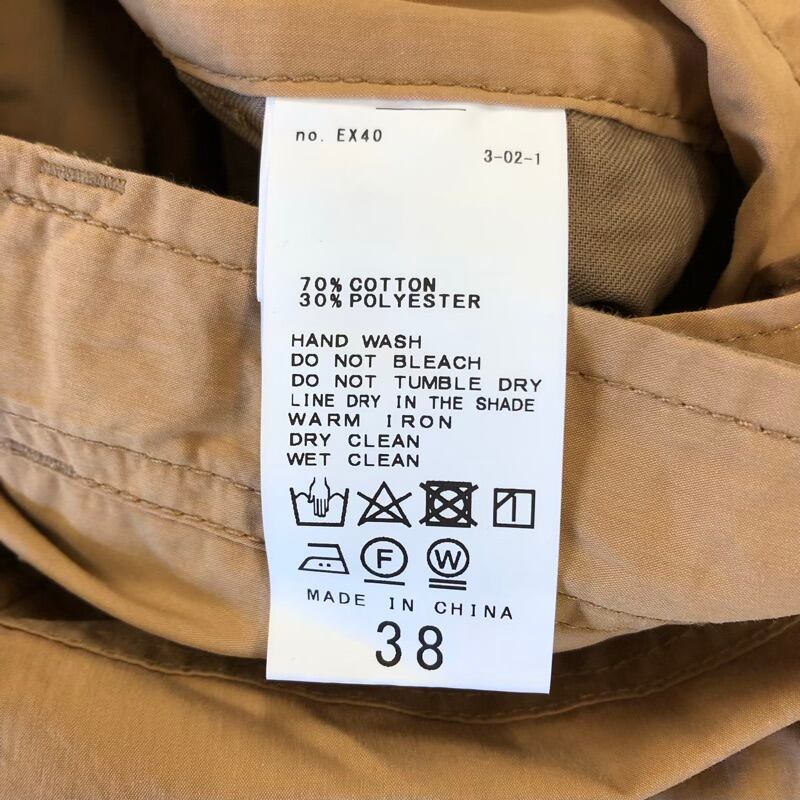 no. EX40
3-02-1
70% COTTON
30% POLYESTER
HAND WASH
DO NOT BLEACH
DO NOT TUMBLE DRY
LINE DRY IN THE SHADE
WARM IRON
DRY CLEAN
WET CLEAN
F W
MADE IN CHINA
38